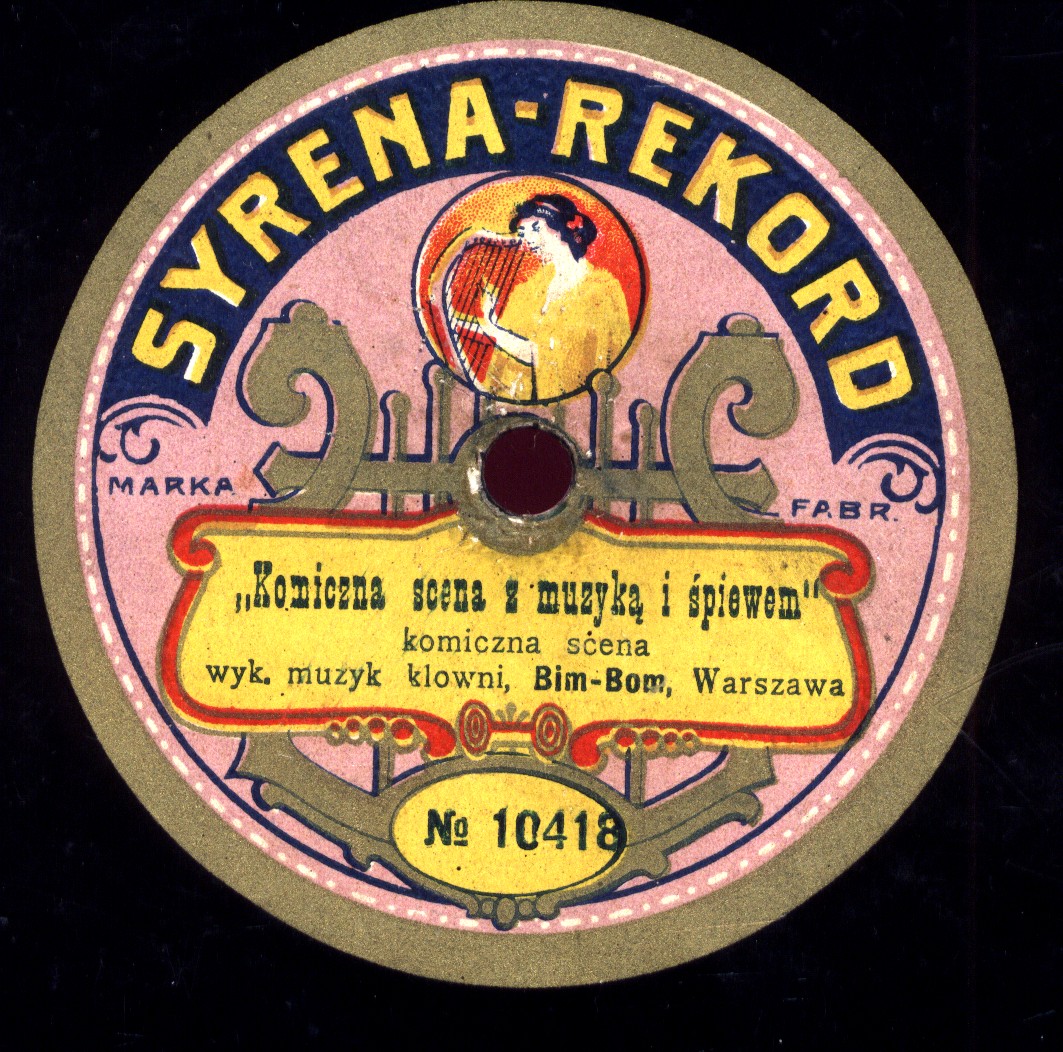 SYRENA-REKORD
MARKA
FABR.
„Komiczna scena z muzyką i śpiewem"
komiczna scena
wyk. muzyk klowni, Bim-Bom, Warszawa
№ 10418